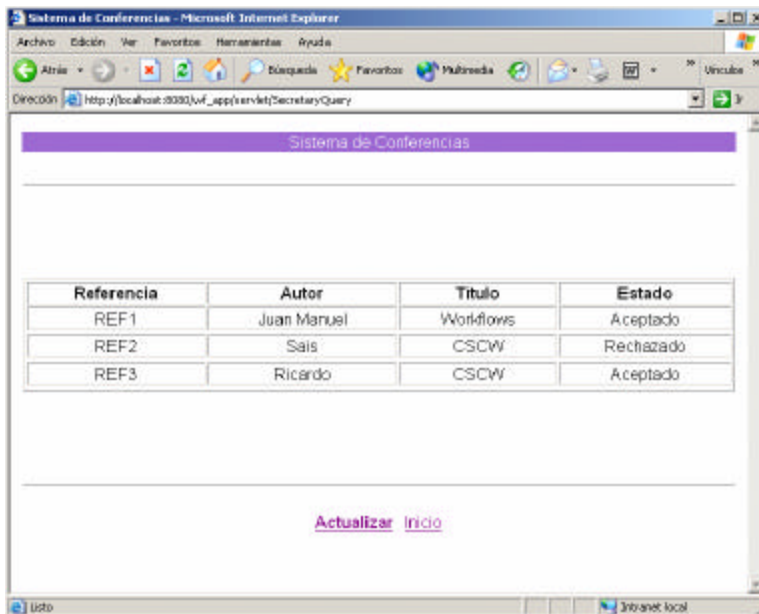 Sistema de Conferencias - Microsoft Internet Explorer
Archivo Edición Ver Favoritos Herramientas Ayuda
Atrás Búsqueda Favoritos Multimedia W Vínculos
Dirección http://localhost:8080/wf_app/servlet/SecretaryQuery
Sistema de Conferencias
Referencia Autor Titulo Estado
REF1 Juan Manuel Workflows Aceptado
REF2 Sais CSCW Rechazado
REF3 Ricardo CSCW Aceptado
Actualizar Inicio
Listo Intranet local